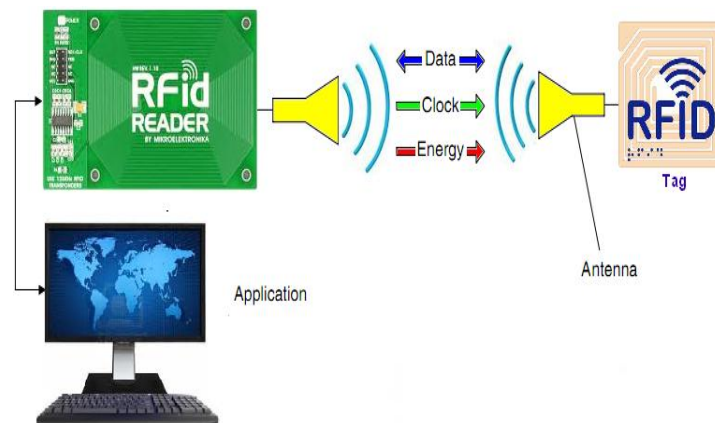 RFid
READER
BY MIKROELEKTRONIKA
Data
Clock
Energy
RFID
Tag
Antenna
Application